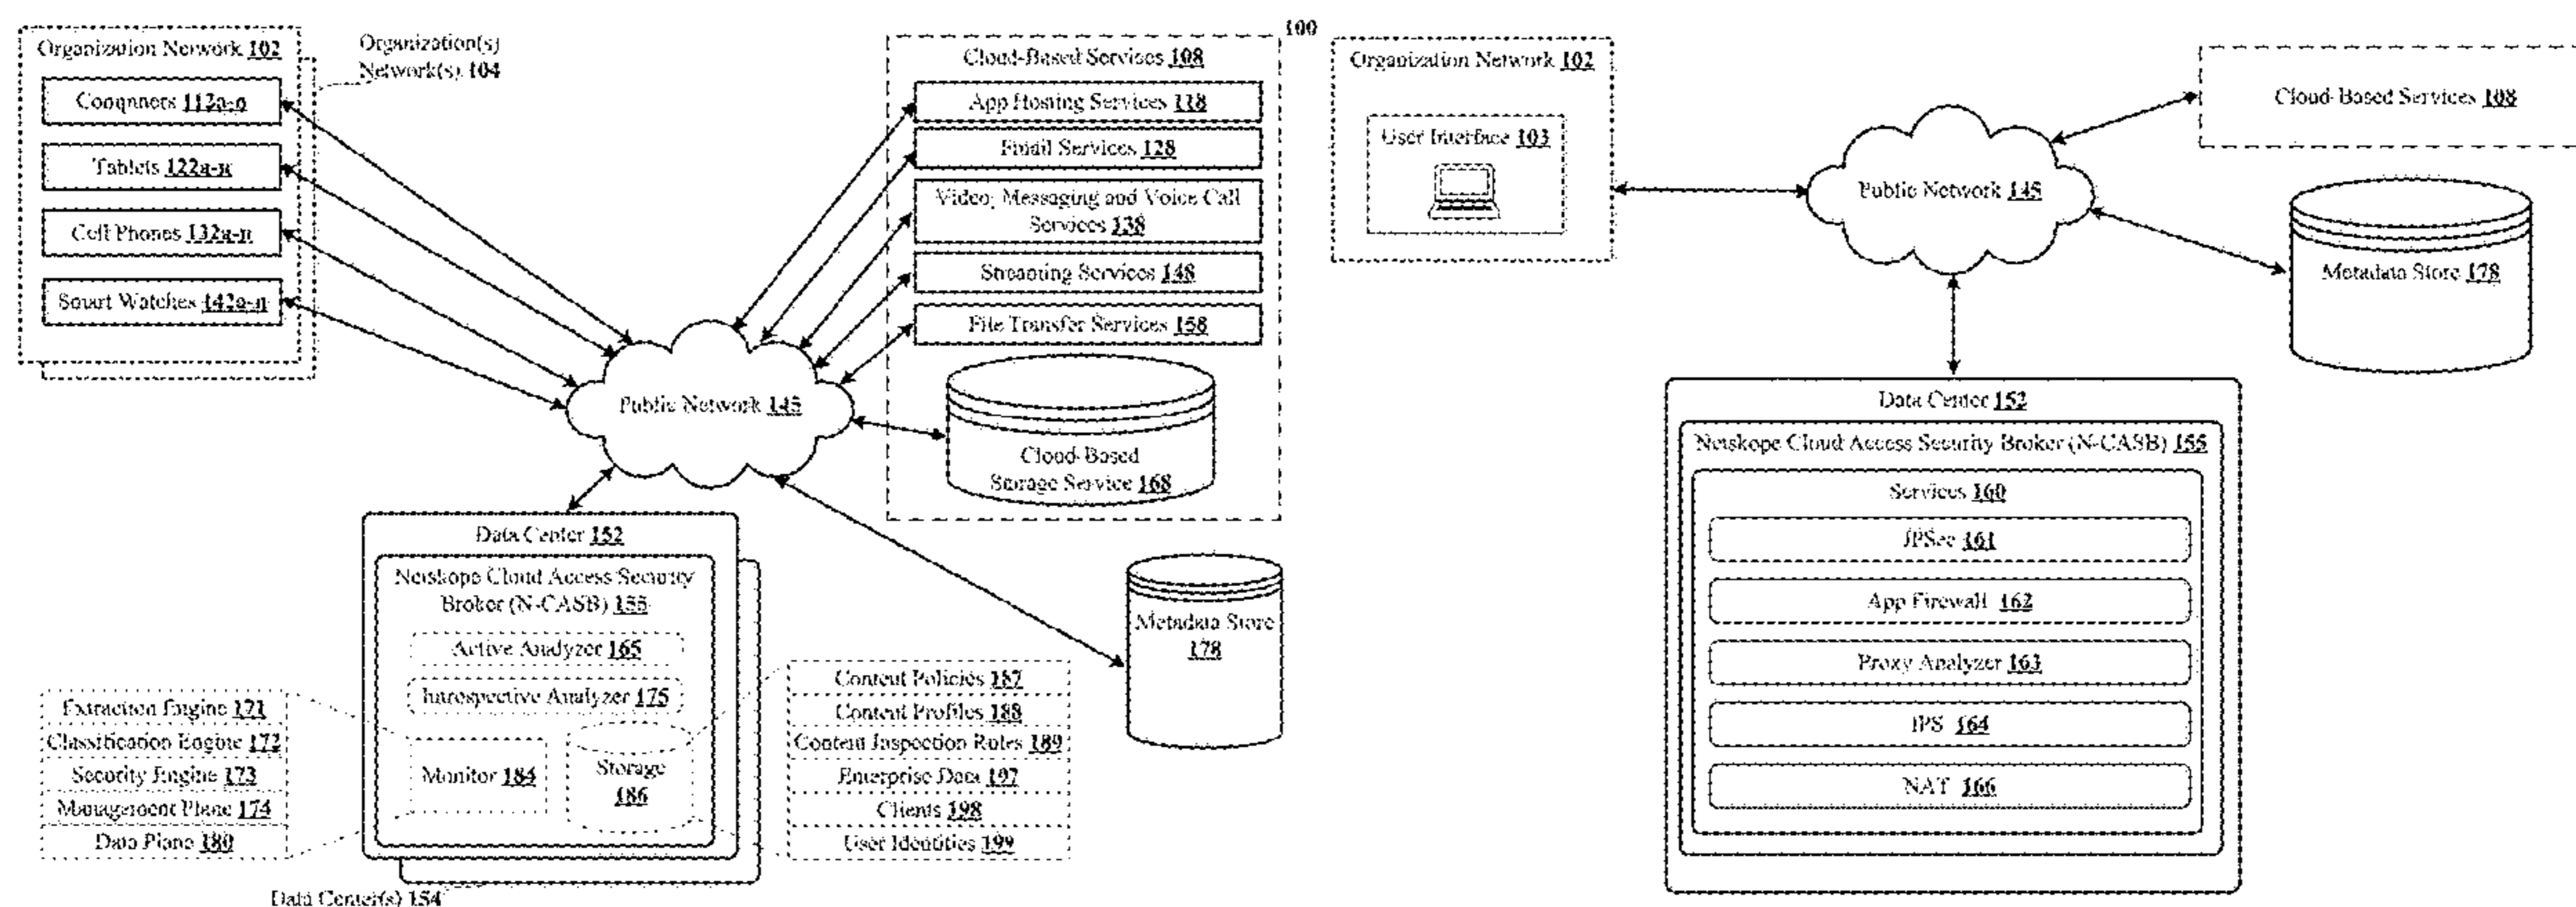 Organization Network 102
Computers 112a-n
Tablets 122a-n
Cell Phones 132a-n
Smart Watches 142a-n
Organization(s)
Network(s) 104
100
Cloud-Based Services 108
App Hosting Services 118
Email Services 128
Video, Messaging and Voice Call
Services 138
Streaming Services 148
File Transfer Services 158
Cloud-Based
Storage Service 168
Public Network 145
Data Center 152
Netskope Cloud Access Security
Broker (N-CASB) 155
Active Analyzer 165
Introspective Analyzer 175
Monitor 184
Storage
186
Extraction Engine 171
Classification Engine 172
Security Engine 173
Management Plane 174
Data Plane 180
Content Policies 187
Content Profiles 188
Content Inspection Rules 189
Enterprise Data 197
Clients 198
User Identities 199
Metadata Store
178
Data Center(s) 154
Organization Network 102
User Interface 103
Public Network 145
Cloud-Based Services 108
Metadata Store 178
Data Center 152
Netskope Cloud Access Security Broker (N-CASB) 155
Services 160
IPSec 161
App Firewall 162
Proxy Analyzer 163
IPS 164
NAT 166